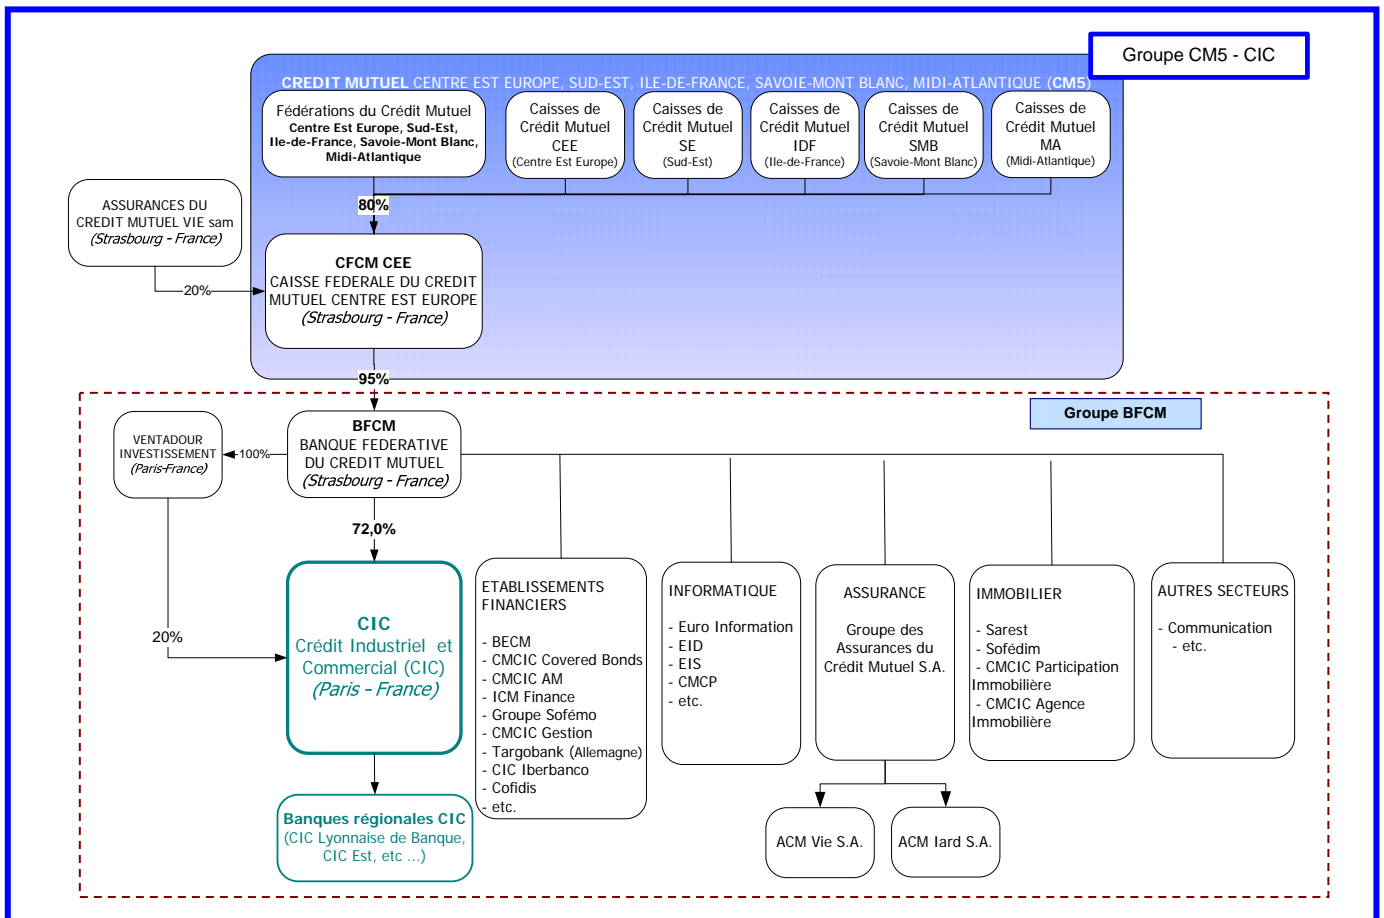 Groupe CM5 - CIC
CREDIT MUTUEL CENTRE EST EUROPE, SUD-EST, ILE-DE-FRANCE, SAVOIE-MONT BLANC, MIDI-ATLANTIQUE (CM5)
Fédérations du Crédit Mutuel
Centre Est Europe, Sud-Est,
Ile-de-France, Savoie-Mont Blanc,
Midi-Atlantique
Caisses de
Crédit Mutuel
CEE
(Centre Est Europe)
Caisses de
Crédit Mutuel
SE
(Sud-Est)
Caisses de
Crédit Mutuel
IDF
(Ile-de-France)
Caisses de
Crédit Mutuel
SMB
(Savoie-Mont Blanc)
Caisses de
Crédit Mutuel
MA
(Midi-Atlantique)
ASSURANCES DU
CREDIT MUTUEL VIE sam
(Strasbourg - France)
80%
20%
CFCM CEE
CAISSE FEDERALE DU CREDIT
MUTUEL CENTRE EST EUROPE
(Strasbourg - France)
95%
Groupe BFCM
VENTADOUR
INVESTISSEMENT
(Paris-France)
100%
BFCM
BANQUE FEDERATIVE
DU CREDIT MUTUEL
(Strasbourg - France)
72,0%
20%
CIC
Crédit Industriel et
Commercial (CIC)
(Paris - France)
Banques régionales CIC
(CIC Lyonnaise de Banque,
CIC Est, etc ...)
ETABLISSEMENTS
FINANCIERS
- BECM
- CMCIC Covered Bonds
- CMCIC AM
- ICM Finance
- Groupe Sofémo
- CMCIC Gestion
- Targobank (Allemagne)
- CIC Iberbanco
- Cofidis
- etc.
INFORMATIQUE
- Euro Information
- EID
- EIS
- CMCP
- etc.
ASSURANCE
Groupe des
Assurances du
Crédit Mutuel S.A.
ACM Vie S.A.
ACM Iard S.A.
IMMOBILIER
- Sarest
- Sofédim
- CMCIC Participation
Immobilière
- CMCIC Agence
Immobilière
AUTRES SECTEURS
- Communication
- etc.